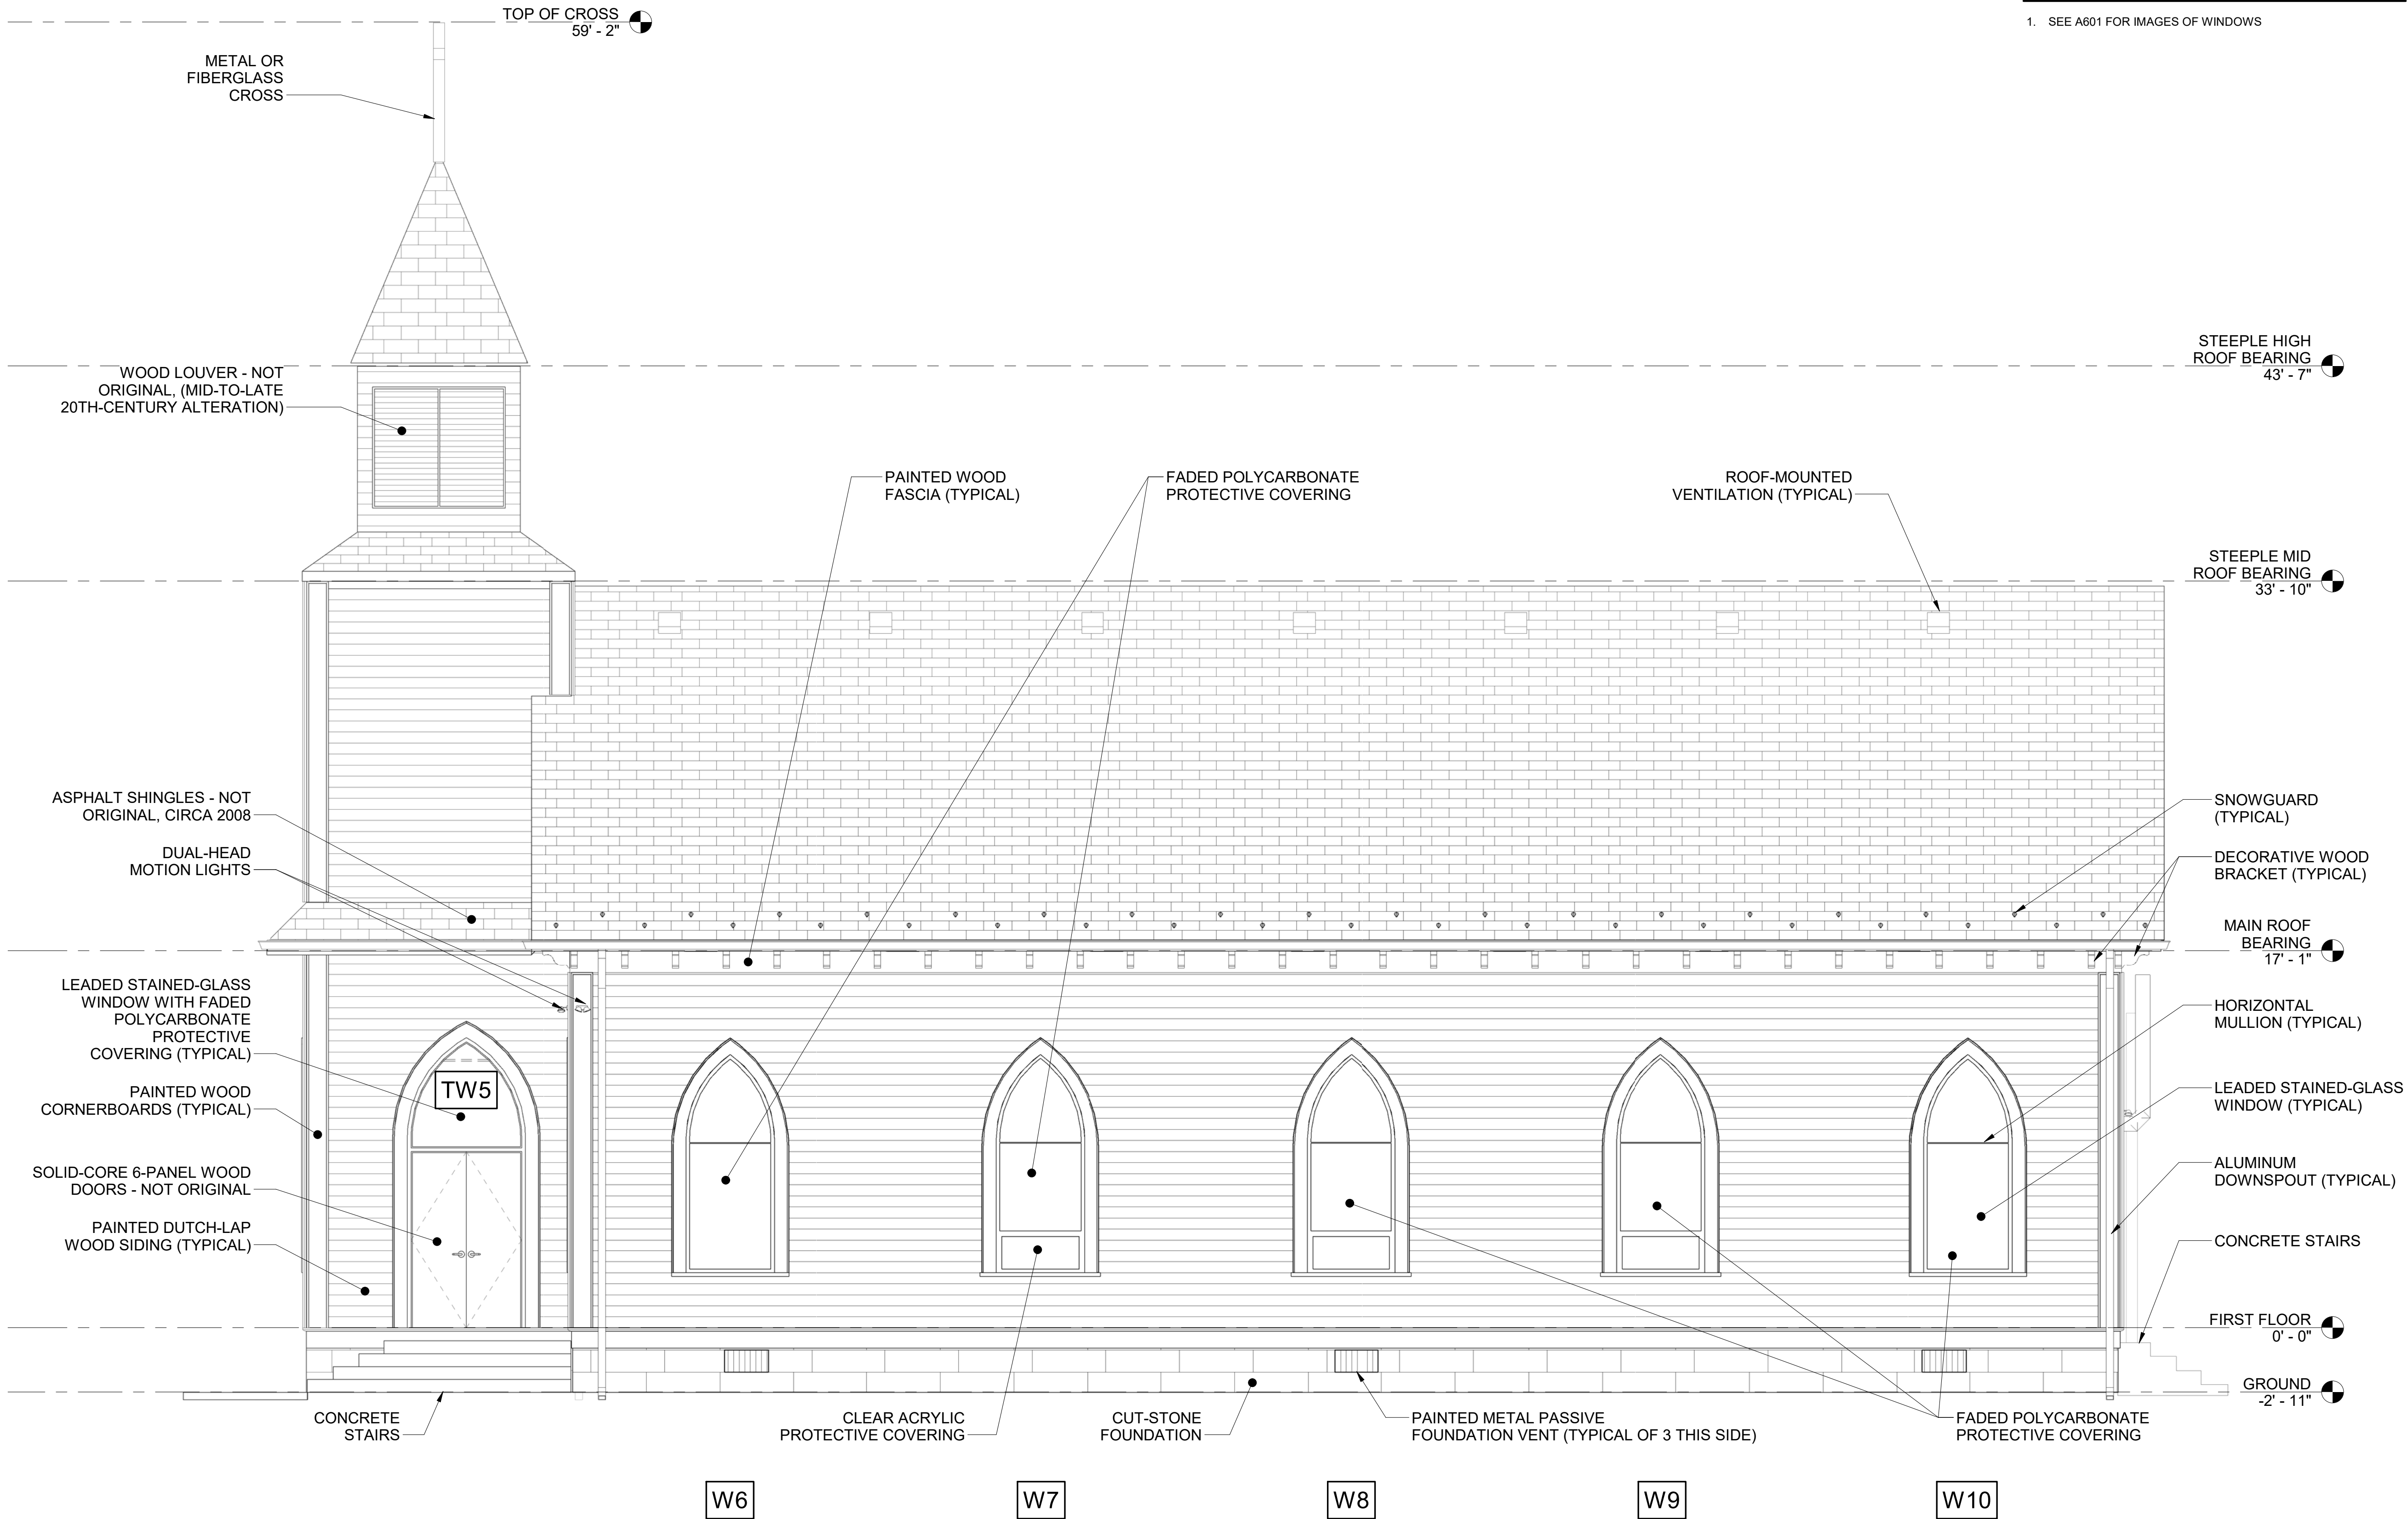 TOP OF CROSS
59' - 2"
1. SEE A601 FOR IMAGES OF WINDOWS
METAL OR
FIBERGLASS
CROSS
STEEPLE HIGH
ROOF BEARING
43' - 7"
WOOD LOUVER - NOT
ORIGINAL, (MID-TO-LATE
20TH-CENTURY ALTERATION)
PAINTED WOOD
FASCIA (TYPICAL)
FADED POLYCARBONATE
PROTECTIVE COVERING
ROOF-MOUNTED
VENTILATION (TYPICAL)
STEEPLE MID
ROOF BEARING
33' - 10"
ASPHALT SHINGLES - NOT
ORIGINAL, CIRCA 2008
SNOWGUARD
(TYPICAL)
DUAL-HEAD
MOTION LIGHTS
DECORATIVE WOOD
BRACKET (TYPICAL)
MAIN ROOF
BEARING
17' - 1"
LEADED STAINED-GLASS
WINDOW WITH FADED
POLYCARBONATE
PROTECTIVE
COVERING (TYPICAL)
HORIZONTAL
MULLION (TYPICAL)
TW5
PAINTED WOOD
CORNERBOARDS (TYPICAL)
LEADED STAINED-GLASS
WINDOW (TYPICAL)
SOLID-CORE 6-PANEL WOOD
DOORS - NOT ORIGINAL
ALUMINUM
DOWNSPOUT (TYPICAL)
PAINTED DUTCH-LAP
WOOD SIDING (TYPICAL)
CONCRETE STAIRS
FIRST FLOOR
0' - 0"
GROUND
-2' - 11"
CONCRETE
STAIRS
CLEAR ACRYLIC
PROTECTIVE COVERING
CUT-STONE
FOUNDATION
PAINTED METAL PASSIVE
FOUNDATION VENT (TYPICAL OF 3 THIS SIDE)
FADED POLYCARBONATE
PROTECTIVE COVERING
W6
W7
W8
W9
W10